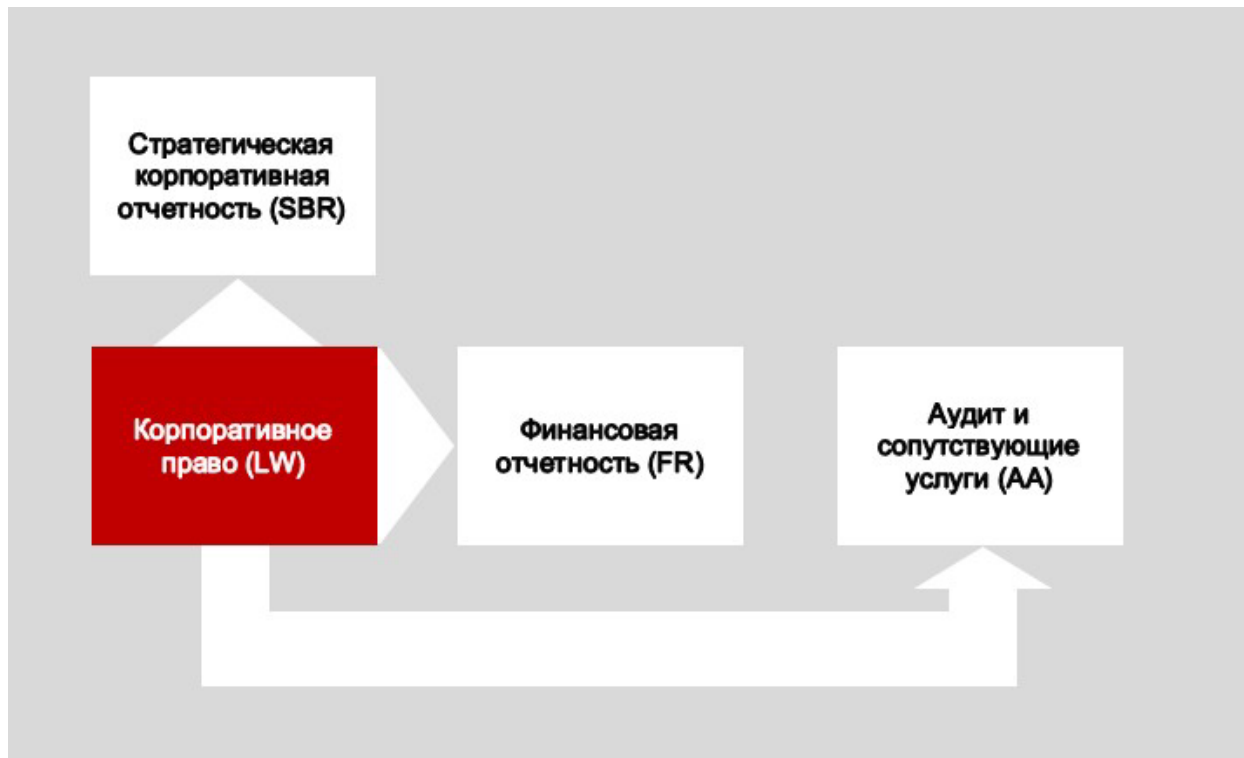 Стратегическая
корпоративная
отчетность (SBR)
Корпоративное
право (LW)
Финансовая
отчетность (FR)
Аудит и
сопутствующие
услуги (AA)